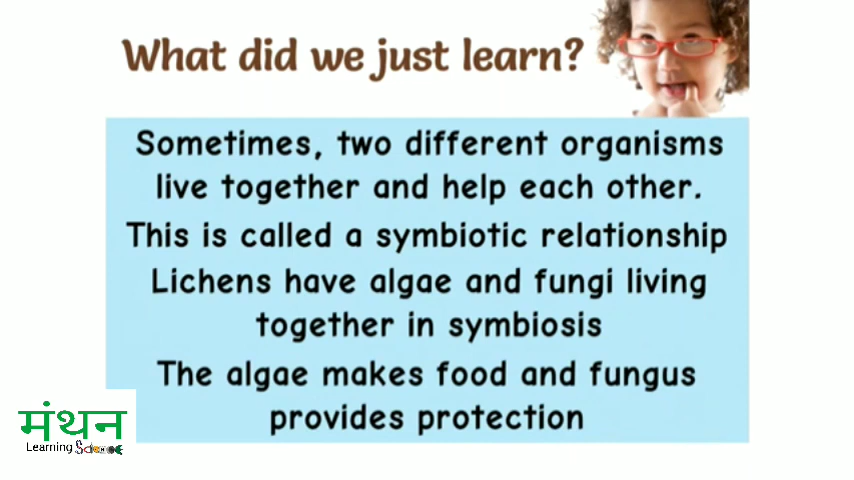 What did we just learn?
Sometimes, two different organisms
live together and help each other.
This is called a symbiotic relationship
Lichens have algae and fungi living
together in symbiosis
The algae makes food and fungus
provides protection
मंथन
Learning Science